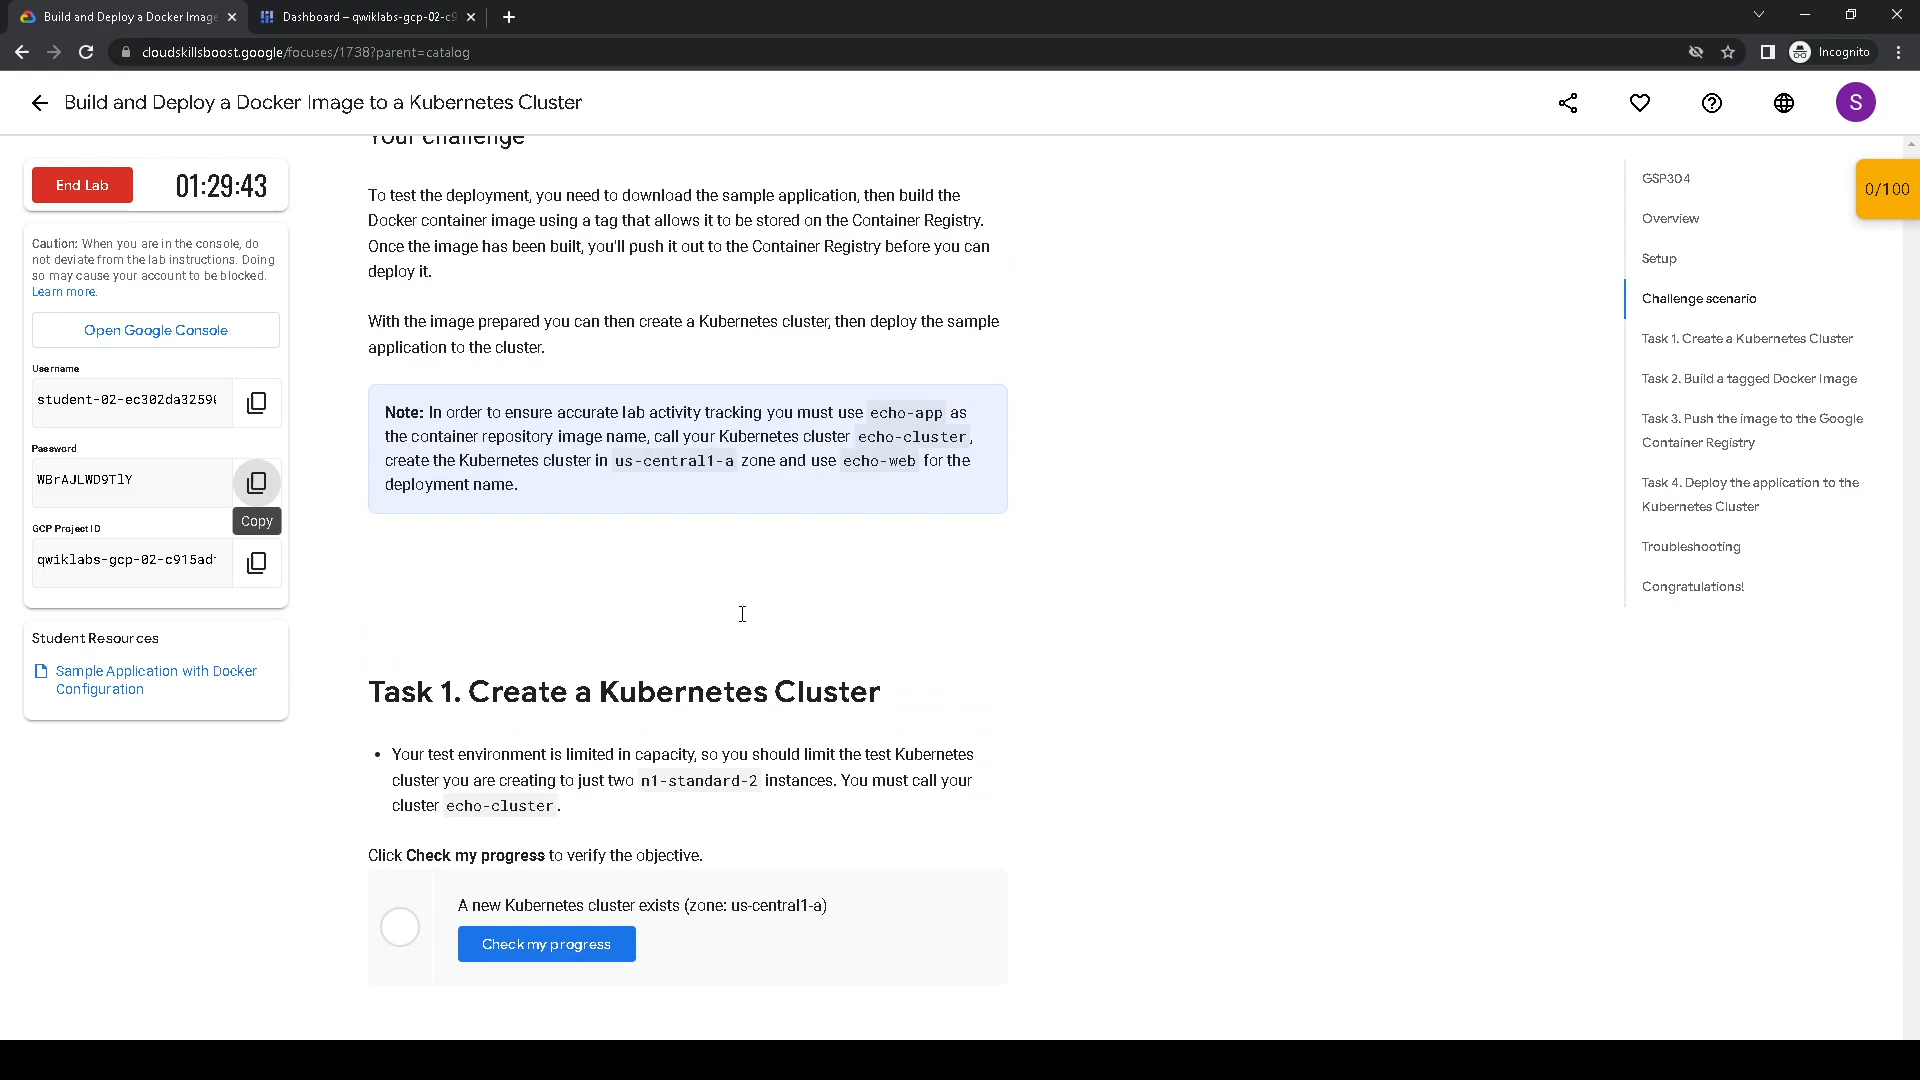 Build and Deploy a Docker Image
Dashboard – qwiklabs-gcp-02-c9
cloudskillsboost.google/focuses/1738?parent=catalog
Incognito
Build and Deploy a Docker Image to a Kubernetes Cluster
S
End Lab
01:29:43
Caution: When you are in the console, do
not deviate from the lab instructions. Doing
so may cause your account to be blocked.
Learn more.
Open Google Console
Username
student-02-ec302da3259
Password
WBrAJLWD9TlY
Copy
GCP Project ID
qwiklabs-gcp-02-c915ad
Student Resources
Sample Application with Docker
Configuration
Your challenge
To test the deployment, you need to download the sample application, then build the
Docker container image using a tag that allows it to be stored on the Container Registry.
Once the image has been built, you'll push it out to the Container Registry before you can
deploy it.
With the image prepared you can then create a Kubernetes cluster, then deploy the sample
application to the cluster.
Note: In order to ensure accurate lab activity tracking you must use echo-app as
the container repository image name, call your Kubernetes cluster echo-cluster,
create the Kubernetes cluster in us-central1-a zone and use echo-web for the
deployment name.
Task 1. Create a Kubernetes Cluster
• Your test environment is limited in capacity, so you should limit the test Kubernetes
cluster you are creating to just two n1-standard-2 instances. You must call your
cluster echo-cluster.
Click Check my progress to verify the objective.
A new Kubernetes cluster exists (zone: us-central1-a)
Check my progress
GSP304
0/100
Overview
Setup
Challenge scenario
Task 1. Create a Kubernetes Cluster
Task 2. Build a tagged Docker Image
Task 3. Push the image to the Google
Container Registry
Task 4. Deploy the application to the
Kubernetes Cluster
Troubleshooting
Congratulations!